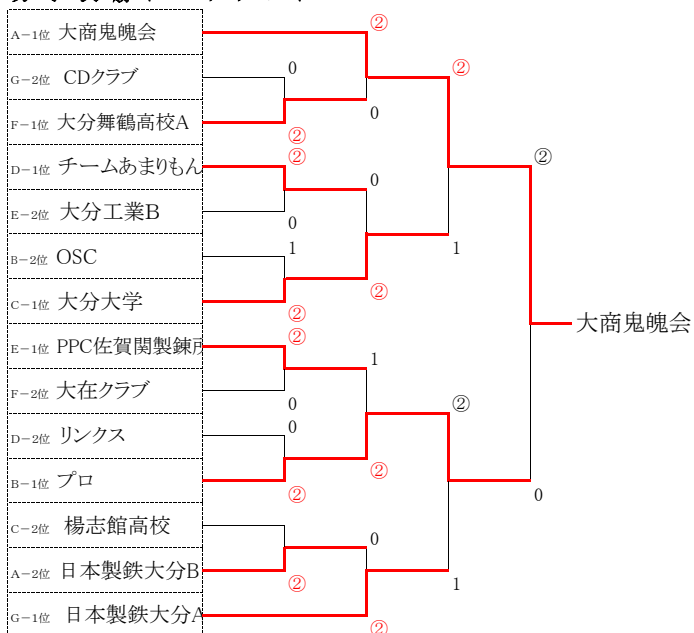 A-1位 大商鬼魄会
G-2位 CDクラブ
F-1位 大分舞鶴高校A
D-1位 チームあまりもん
E-2位 大分工業B
B-2位 OSC
C-1位 大分大学
E-1位 PPC佐賀関製錬所
F-2位 大在クラブ
D-2位 リンクス
B-1位 プロ
C-2位 楊志館高校
A-2位 日本製鉄大分B
G-1位 日本製鉄大分A
0
②
②
0
1
②
②
0
0
②
②
②
0
0
②
1
②
0
②
②
1
②
1
②
0
大商鬼魄会